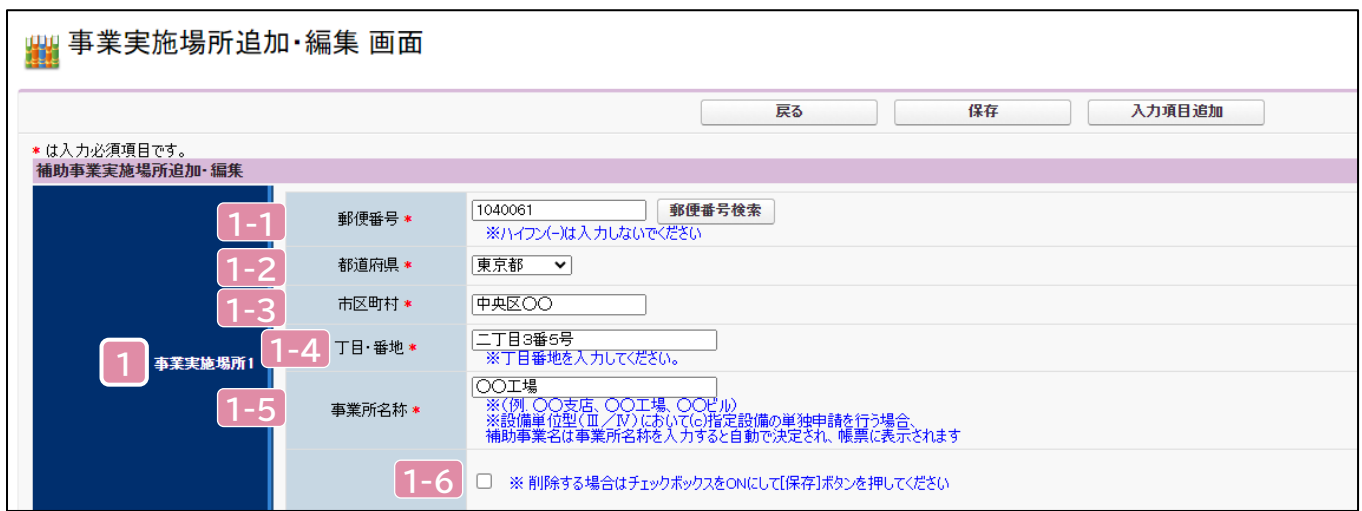 事業実施場所追加・編集 画面
戻る 保存 入力項目追加
* は入力必須項目です。
補助事業実施場所追加・編集
1 事業実施場所1
1-1 郵便番号 * 1040061 郵便番号検索
※ハイフン(-)は入力しないでください
1-2 都道府県 * 東京都
1-3 市区町村 * 中央区〇〇
1-4 丁目・番地 * 二丁目3番5号
※丁目番地を入力してください。
1-5 事業所名称 * 〇〇工場
※(例. 〇〇支店、〇〇工場、〇〇ビル)
※設備単位型(Ⅲ/Ⅳ)において(c)指定設備の単独申請を行う場合、
補助事業名は事業所名称を入力すると自動で決定され、帳票に表示されます
1-6 ※ 削除する場合はチェックボックスをONにして[保存]ボタンを押してください